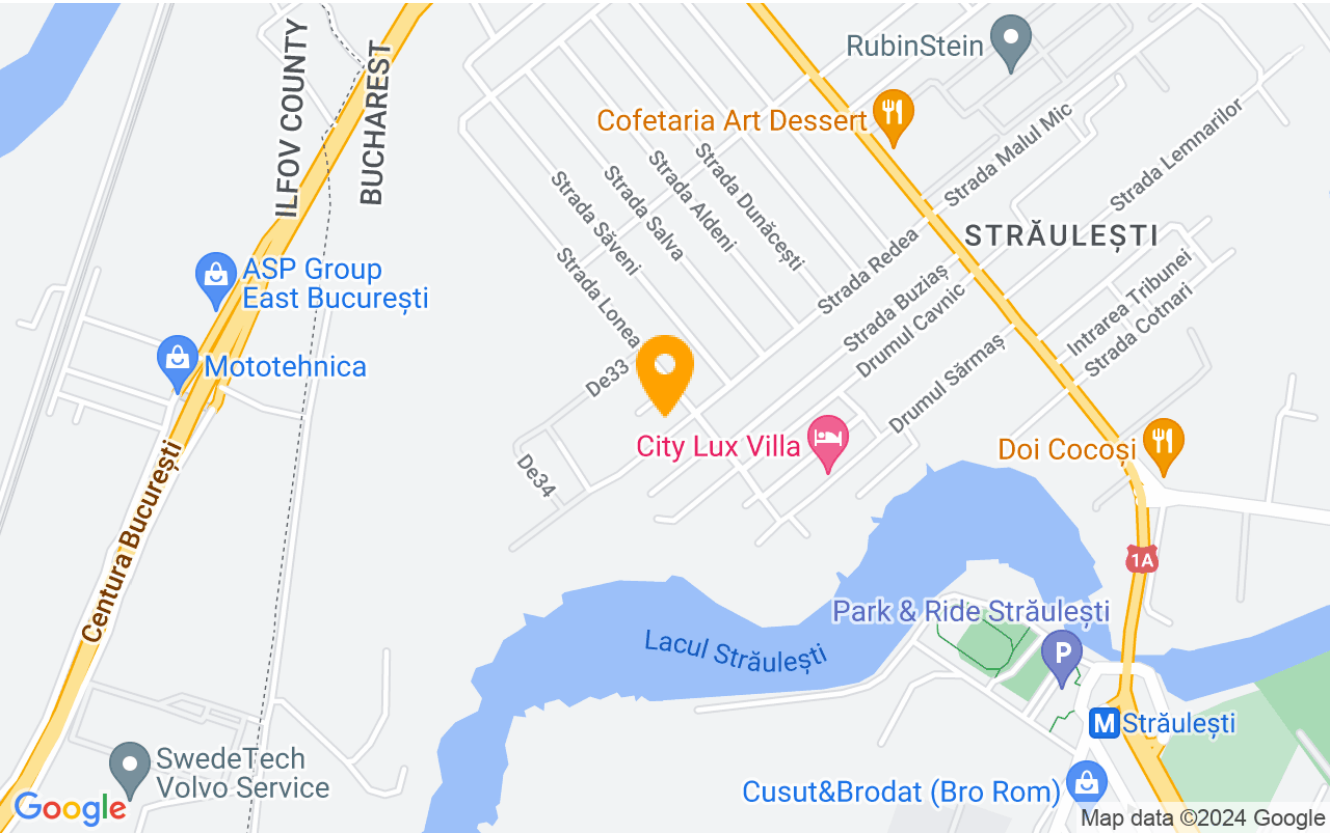 RubinStein
ILFOV COUNTY
BUCHAREST
Cofetaria Art Dessert
Strada Malul Mic
Strada Lemnarilor
Strada Dunăcești
Strada Aldeni
Strada Salva
Strada Săveni
STRĂULEȘTI
Strada Lonea
Strada Redea
Strada Buziaș
Intrarea Tribunei
ASP Group
East București
Drumul Cavnic
Strada Cotnari
Mototehnica
De33
Drumul Sărmaș
City Lux Villa
Doi Cocoși
De34
Centura București
1A
Park & Ride Străulești
P
Lacul Străulești
M Străulești
SwedeTech
Volvo Service
Cusut&Brodat (Bro Rom)
Google
Map data ©2024 Google